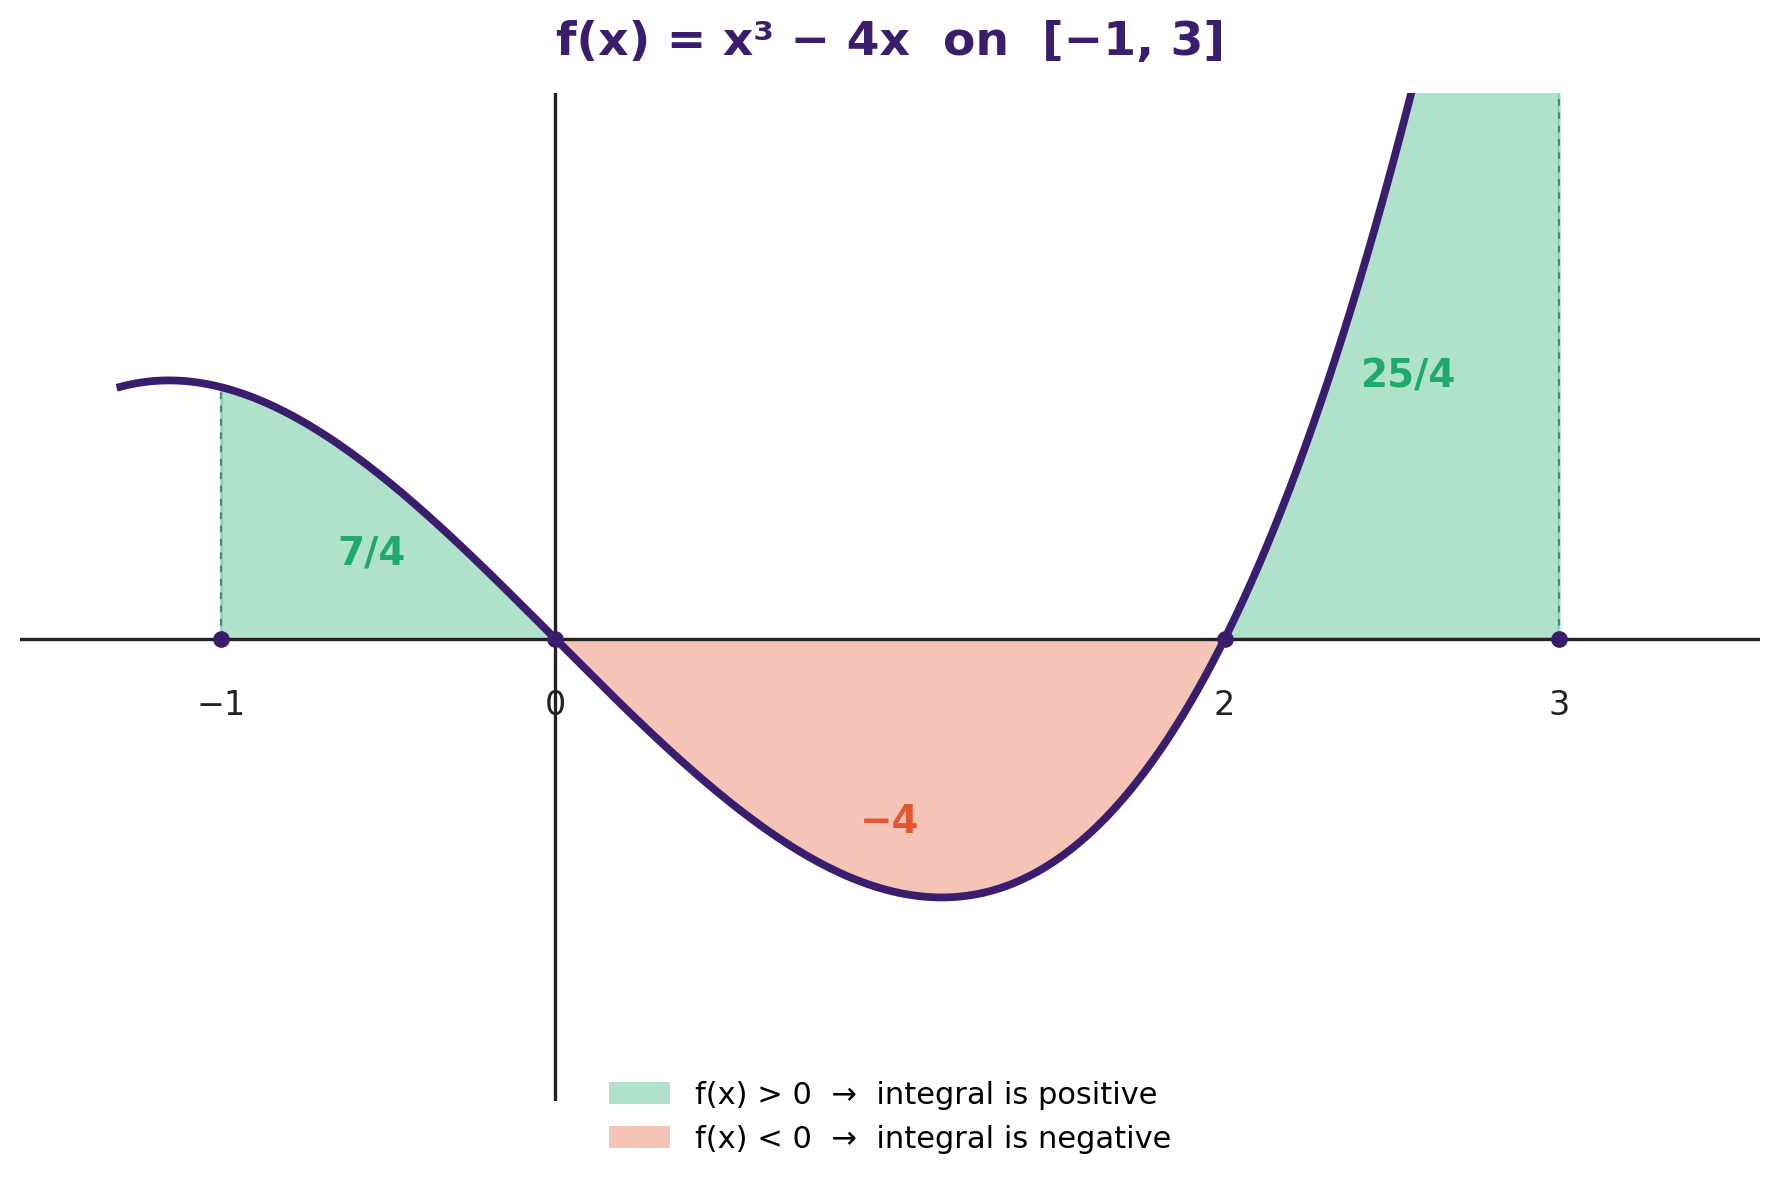 f(x) = x³ − 4x on [−1, 3]
25/4
7/4
−1
0
2
3
−4
f(x) > 0 → integral is positive
f(x) < 0 → integral is negative